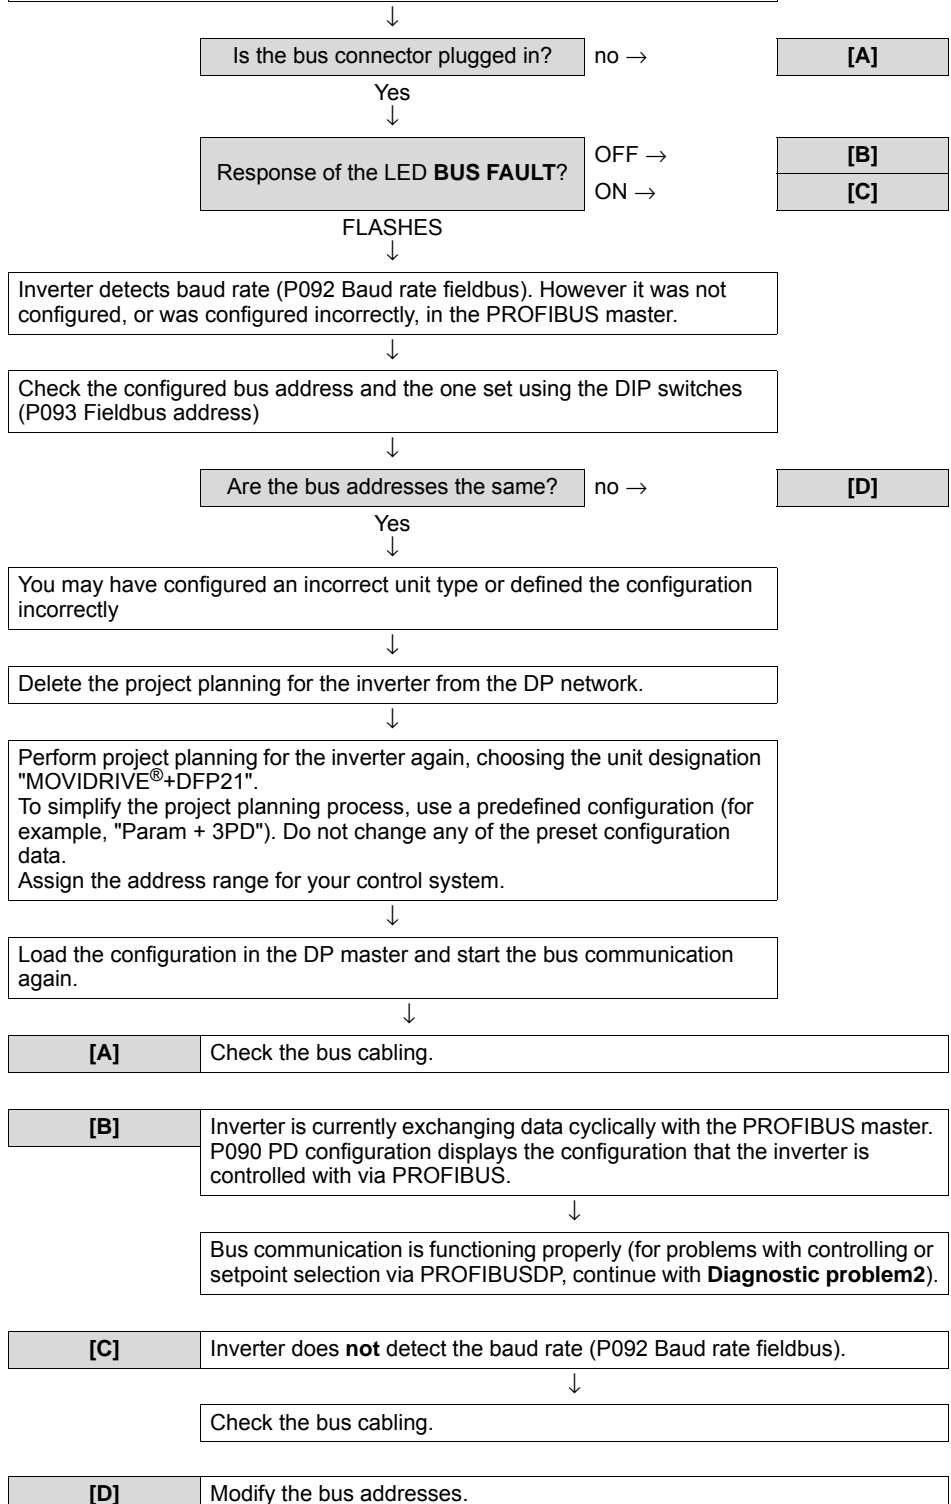 ↓
Is the bus connector plugged in? no → [A]
Yes
↓
Response of the LED BUS FAULT?
OFF → [B]
ON → [C]
FLASHES
↓
Inverter detects baud rate (P092 Baud rate fieldbus). However it was not
configured, or was configured incorrectly, in the PROFIBUS master.
↓
Check the configured bus address and the one set using the DIP switches
(P093 Fieldbus address)
↓
Are the bus addresses the same? no → [D]
Yes
↓
You may have configured an incorrect unit type or defined the configuration
incorrectly
↓
Delete the project planning for the inverter from the DP network.
↓
Perform project planning for the inverter again, choosing the unit designation
"MOVIDRIVE®+DFP21".
To simplify the project planning process, use a predefined configuration (for
example, "Param + 3PD"). Do not change any of the preset configuration
data.
Assign the address range for your control system.
↓
Load the configuration in the DP master and start the bus communication
again.
↓
[A] Check the bus cabling.
[B] Inverter is currently exchanging data cyclically with the PROFIBUS master.
P090 PD configuration displays the configuration that the inverter is
controlled with via PROFIBUS.
↓
Bus communication is functioning properly (for problems with controlling or
setpoint selection via PROFIBUSDP, continue with Diagnostic problem2).
[C] Inverter does not detect the baud rate (P092 Baud rate fieldbus).
↓
Check the bus cabling.
[D] Modify the bus addresses.